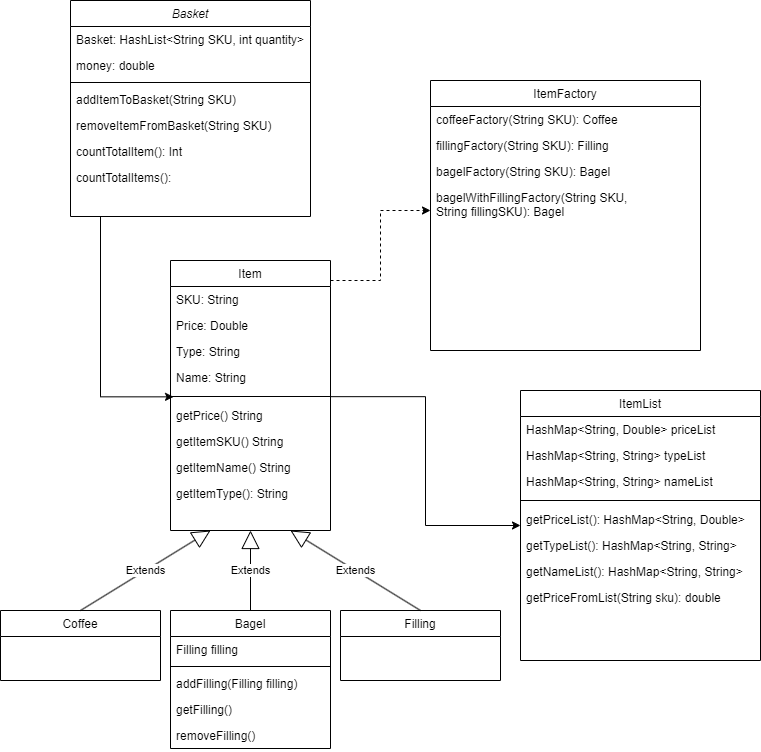 Basket
Basket: HashList<String SKU, int quantity>
money: double
addItemToBasket(String SKU)
removeItemFromBasket(String SKU)
countTotalItem(): Int
countTotalItems():
ItemFactory
coffeeFactory(String SKU): Coffee
fillingFactory(String SKU): Filling
bagelFactory(String SKU): Bagel
bagelWithFillingFactory(String SKU,
String fillingSKU): Bagel
Item
SKU: String
Price: Double
Type: String
Name: String
getPrice() String
getItemSKU() String
getItemName() String
getItemType(): String
ItemList
HashMap<String, Double> priceList
HashMap<String, String> typeList
HashMap<String, String> nameList
getPriceList(): HashMap<String, Double>
getTypeList(): HashMap<String, String>
getNameList(): HashMap<String, String>
getPriceFromList(String sku): double
Extends
Extends
Extends
Coffee
Bagel
Filling filling
addFilling(Filling filling)
getFilling()
removeFilling()
Filling